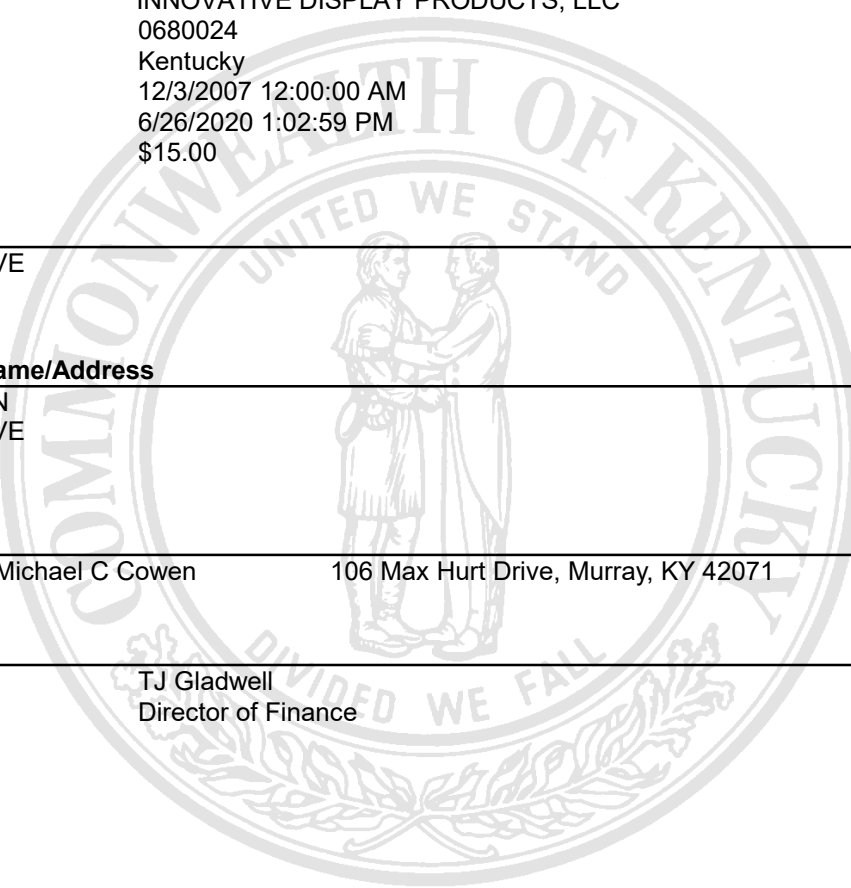 INNOVATIVE DISPLAY PRODUCTS, LLC
0680024
Kentucky
12/3/2007 12:00:00 AM
6/26/2020 1:02:59 PM
$15.00
VE
ame/Address
N
VE
Michael C Cowen 106 Max Hurt Drive, Murray, KY 42071
TJ Gladwell
Director of Finance
COMMONWEALTH OF KENTUCKY
UNITED WE STAND
DIVIDED WE FALL